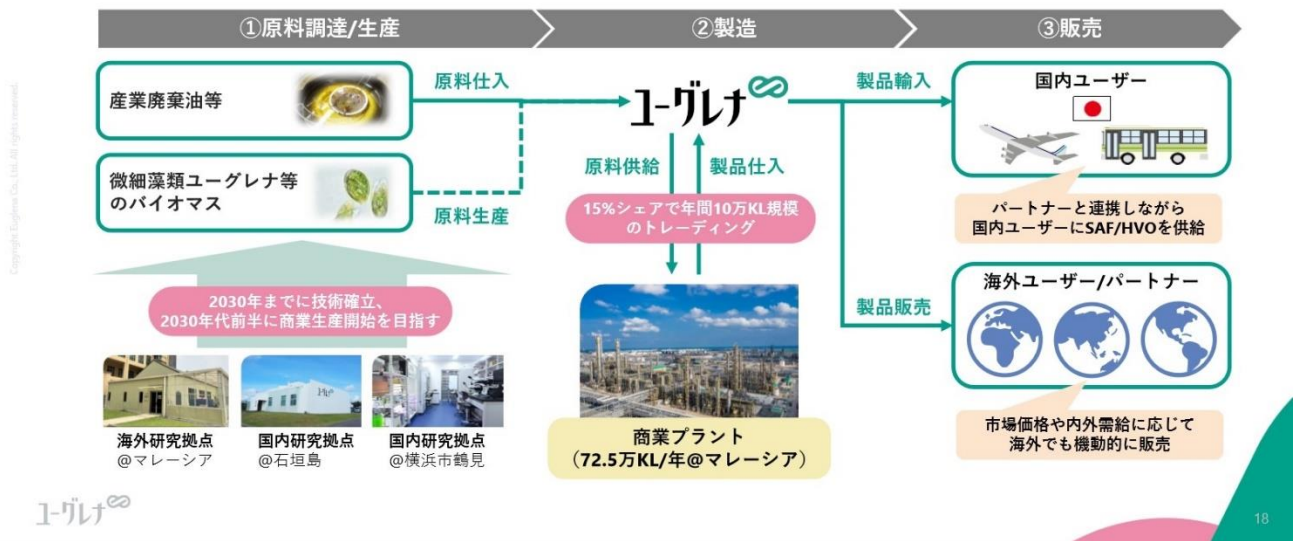 ①原料調達/生産
②製造
③販売
産業廃棄油等
原料仕入
微細藻類ユーグレナ等
のバイオマス
原料生産
ユーグレナ
原料供給
製品仕入
15%シェアで年間10万KL規模
のトレーディング
製品輸入
国内ユーザー
パートナーと連携しながら
国内ユーザーにSAF/HVOを供給
製品販売
海外ユーザー/パートナー
市場価格や内外需給に応じて
海外でも機動的に販売
2030年までに技術確立、
2030年代前半に商業生産開始を目指す
海外研究拠点
@マレーシア
国内研究拠点
@石垣島
国内研究拠点
@横浜市鶴見
商業プラント
(72.5万KL/年@マレーシア)
Copyright Euglena Co., Ltd. All rights reserved.
ユーグレナ
18